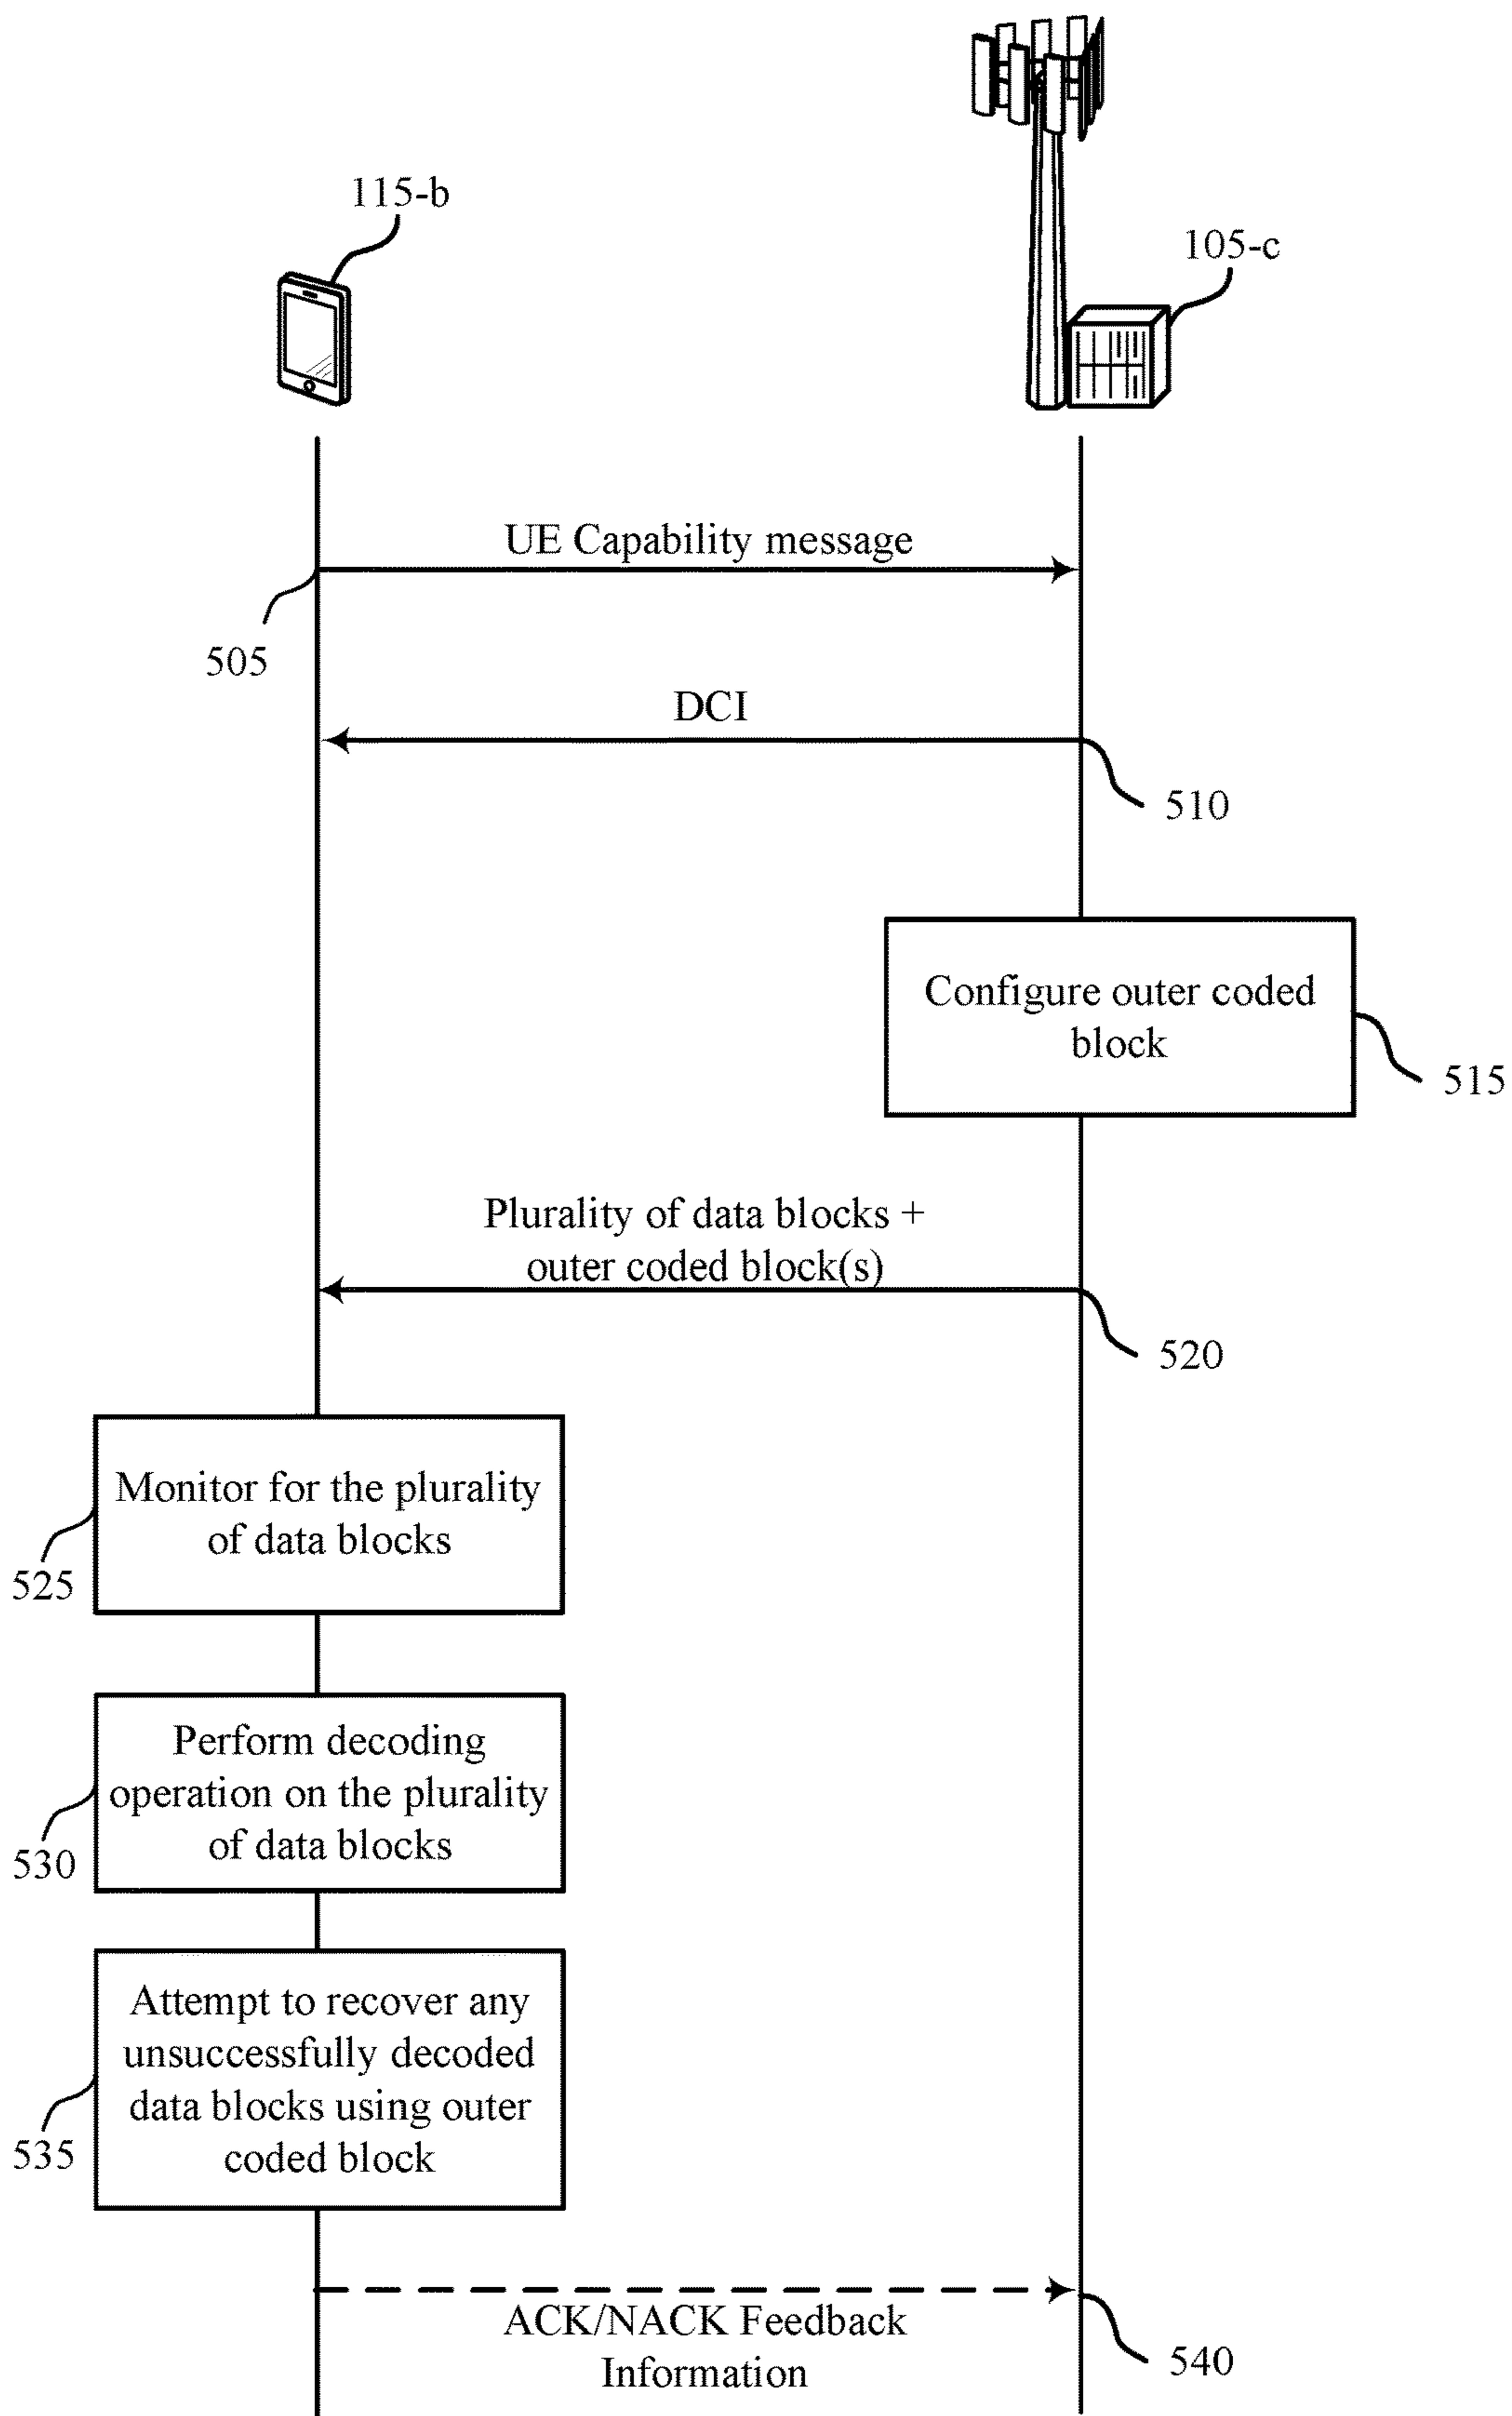 115-b
105-c
UE Capability message
505
DCI
510
Configure outer coded
block
515
Plurality of data blocks +
outer coded block(s)
520
Monitor for the plurality
of data blocks
525
Perform decoding
operation on the plurality
of data blocks
530
Attempt to recover any
unsuccessfully decoded
data blocks using outer
coded block
535
ACK/NACK Feedback
Information
540